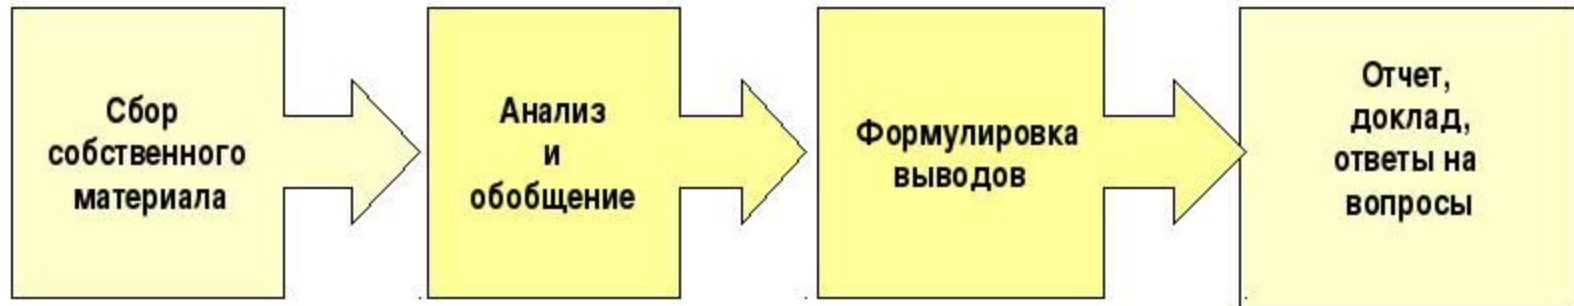 Сбор
собственного
материала
Анализ
и
обобщение
Формулировка
выводов
Отчет,
доклад,
ответы на
вопросы